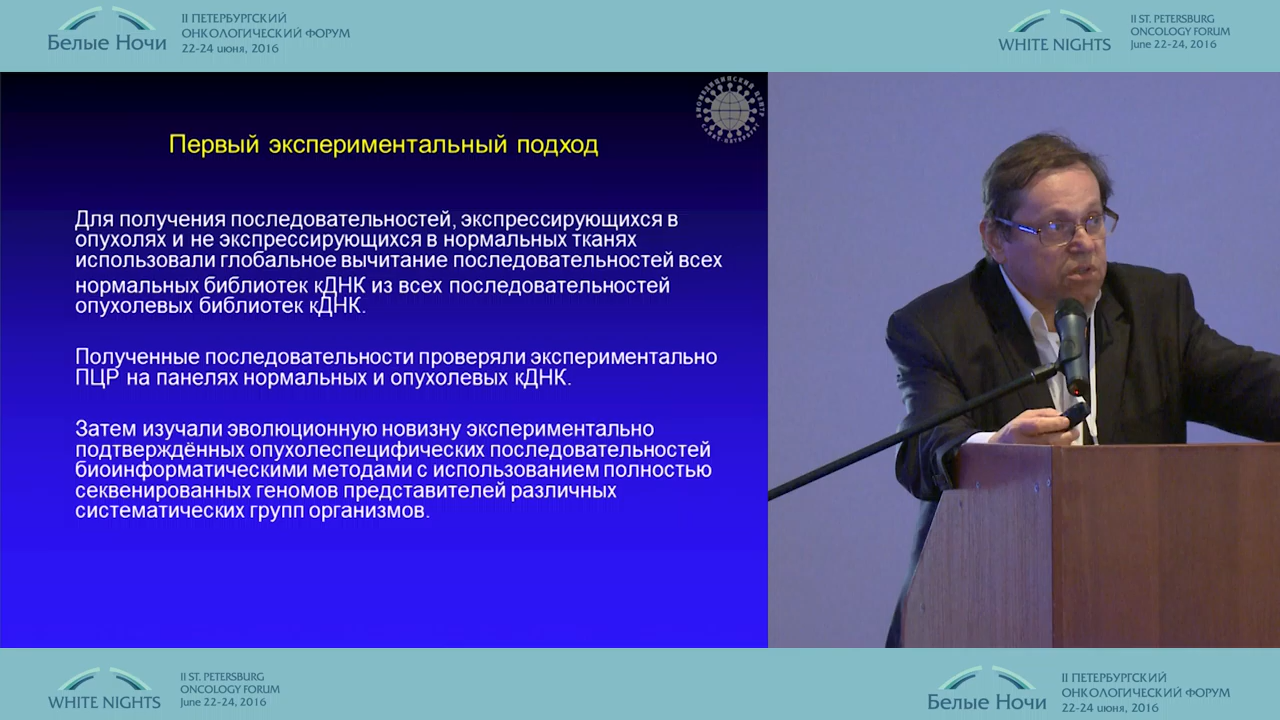 Белые Ночи
II ПЕТЕРБУРГСКИЙ
ОНКОЛОГИЧЕСКИЙ ФОРУМ
22-24 июня, 2016
WHITE NIGHTS
II ST. PETERSBURG
ONCOLOGY FORUM
June 22-24, 2016
БИОМЕДИЦИНСКИЙ ЦЕНТР
САНКТ-ПЕТЕРБУРГ
Первый экспериментальный подход
Для получения последовательностей, экспрессирующихся в
опухолях и не экспрессирующихся в нормальных тканях
использовали глобальное вычитание последовательностей всех
нормальных библиотек кДНК из всех последовательностей
опухолевых библиотек кДНК.
Полученные последовательности проверяли экспериментально
ПЦР на панелях нормальных и опухолевых кДНК.
Затем изучали эволюционную новизну экспериментально
подтверждённых опухолеспецифических последовательностей
биоинформатическими методами с использованием полностью
секвенированных геномов представителей различных
систематических групп организмов.
WHITE NIGHTS
II ST. PETERSBURG
ONCOLOGY FORUM
June 22-24, 2016
Белые Ночи
II ПЕТЕРБУРГСКИЙ
ОНКОЛОГИЧЕСКИЙ ФОРУМ
22-24 июня, 2016